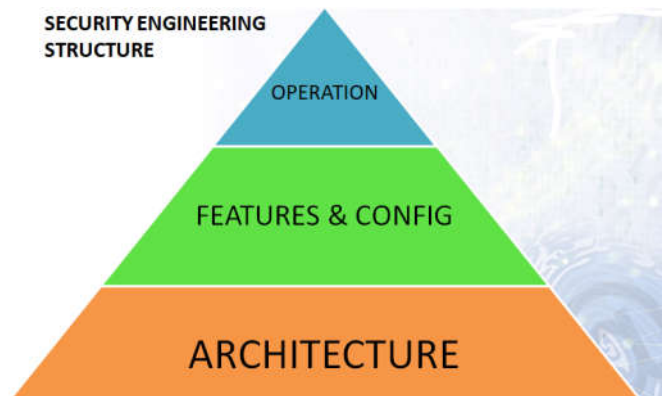 SECURITY ENGINEERING
STRUCTURE
OPERATION
FEATURES & CONFIG
ARCHITECTURE